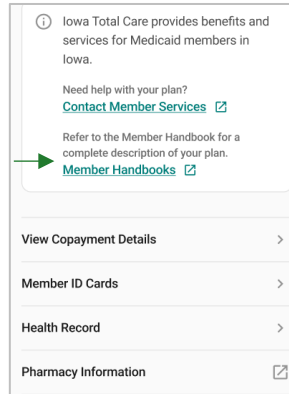 Iowa Total Care provides benefits and
services for Medicaid members in
Iowa.
Need help with your plan?
Contact Member Services
Refer to the Member Handbook for a
complete description of your plan.
Member Handbooks
View Copayment Details
Member ID Cards
Health Record
Pharmacy Information